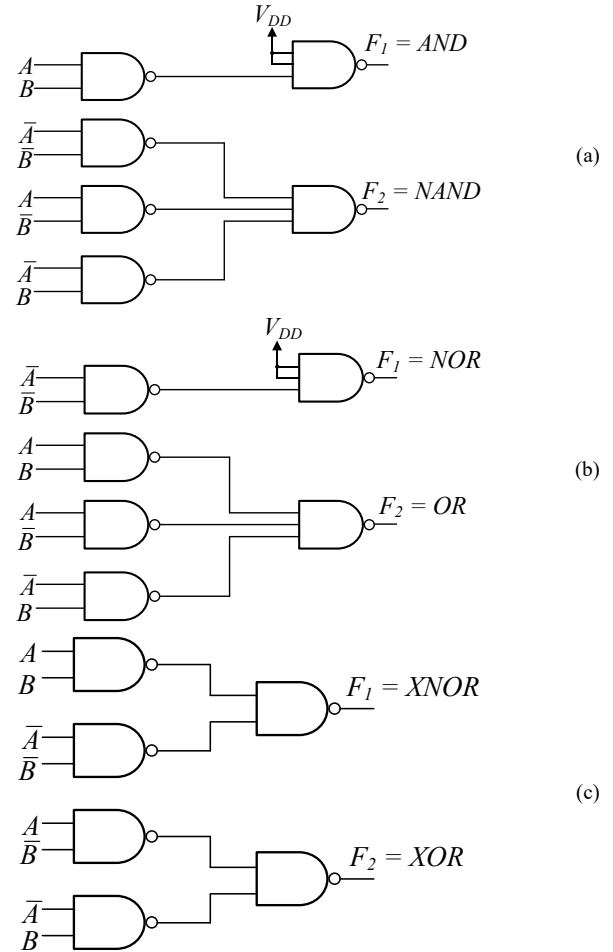 V_DD
F_1 = AND
A
B
A̅
B̅
(a)
A
B̅
F_2 = NAND
A̅
B
V_DD
F_1 = NOR
A̅
B̅
A
B
(b)
A
B̅
F_2 = OR
A̅
B
A
B
F_1 = XNOR
A̅
B̅
(c)
A
B̅
F_2 = XOR
A̅
B